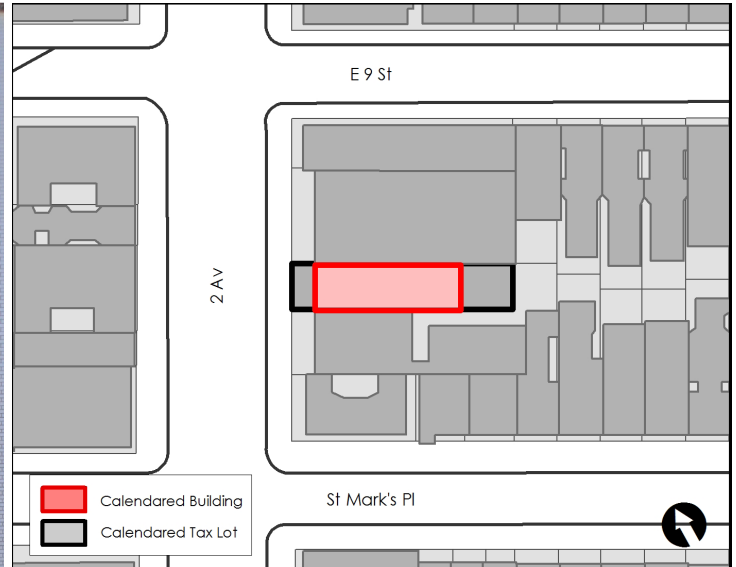 E 9 St
2 Av
Calendared Building
Calendared Tax Lot
St Mark's Pl